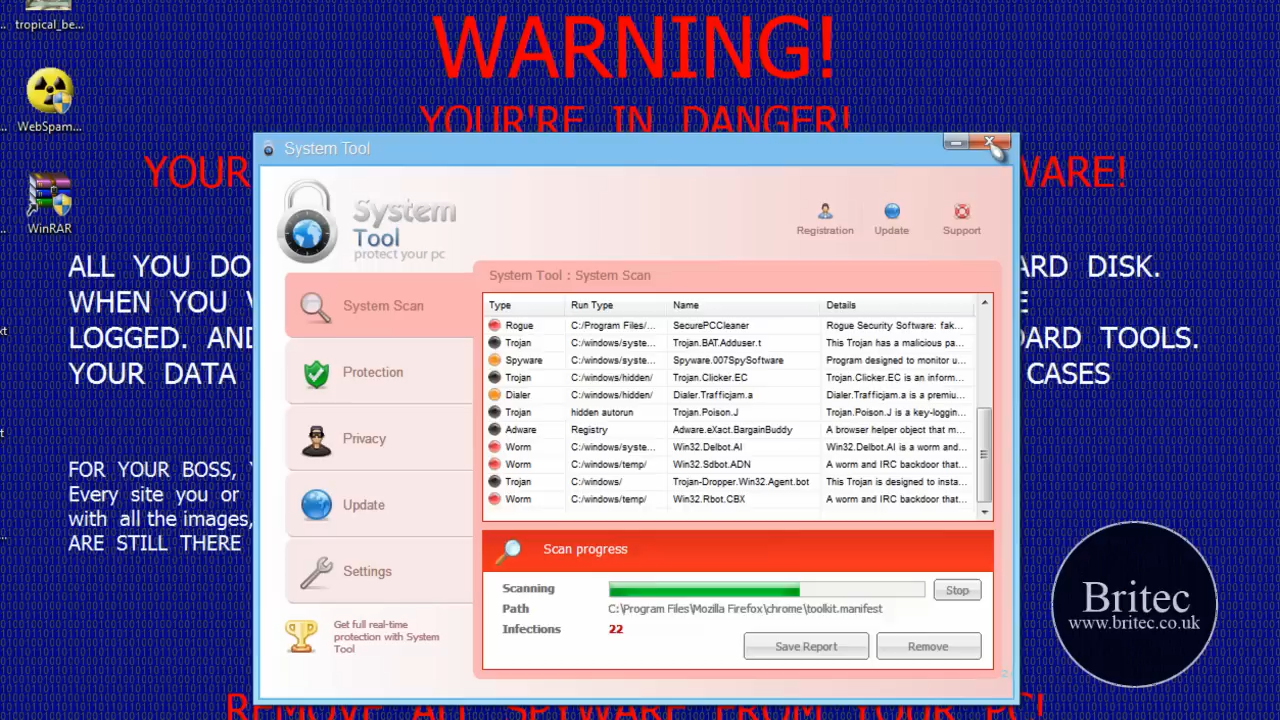 tropical_be...
WebSpam...
WinRAR
WARNING!
YOUR'RE IN DANGER!
YOUR WARE!
ALL YOU DO ARD DISK.
WHEN YOU
LOGGED. AND DARD TOOLS.
YOUR DATA CASES
FOR YOUR BOSS,
Every site you or
with all the images,
ARE STILL THERE
REMOVE ALL SPYWARE FROM YOUR PC!
System Tool
System
Tool
protect your pc
Registration Update Support
System Scan
Protection
Privacy
Update
Settings
Get full real-time
protection with System
Tool
System Tool : System Scan
Type Run Type Name Details
Rogue C:/Program Files/... SecurePCCleaner Rogue Security Software: fak...
Trojan C:/windows/syste... Trojan.BAT.Adduser.t This Trojan has a malicious pa...
Spyware C:/windows/syste... Spyware.007SpySoftware Program designed to monitor u...
Trojan C:/windows/hidden/ Trojan.Clicker.EC Trojan.Clicker.EC is an inform...
Dialer C:/windows/hidden/ Dialer.Trafficjam.a Dialer.Trafficjam.a is a premiu...
Trojan hidden autorun Trojan.Poison.J Trojan.Poison.J is a key-loggin...
Adware Registry Adware.eXact.BargainBuddy A browser helper object that m...
Worm C:/windows/syste... Win32.Delbot.AI Win32.Delbot.AI is a worm and...
Worm C:/windows/temp/ Win32.Sdbot.ADN A worm and IRC backdoor that...
Trojan C:/windows/ Trojan-Dropper.Win32.Agent.bot This Trojan is designed to insta...
Worm C:/windows/temp/ Win32.Rbot.CBX A worm and IRC backdoor that...
Scan progress
Scanning Stop
Path C:\Program Files\Mozilla Firefox\chrome\toolkit.manifest
Infections 22
Save Report Remove
Britec
www.britec.co.uk